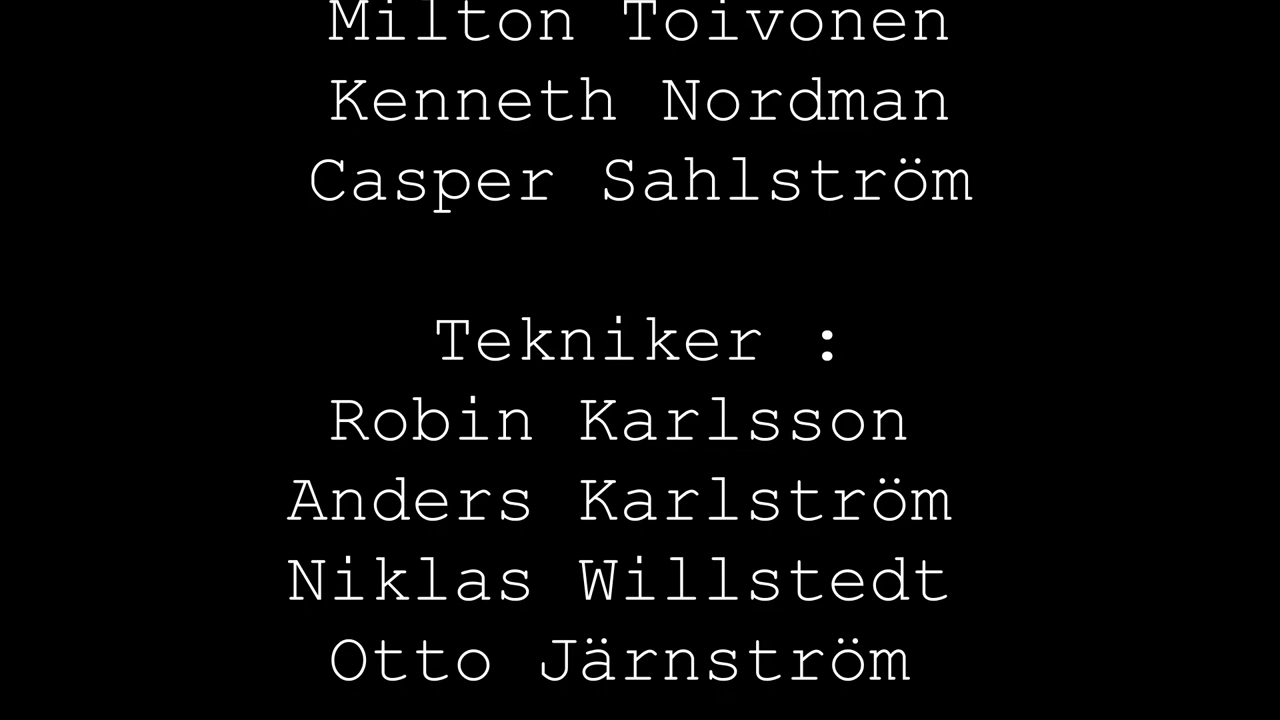 Milton Toivonen
Kenneth Nordman
Casper Sahlström
Tekniker :
Robin Karlsson
Anders Karlström
Niklas Willstedt
Otto Järnström